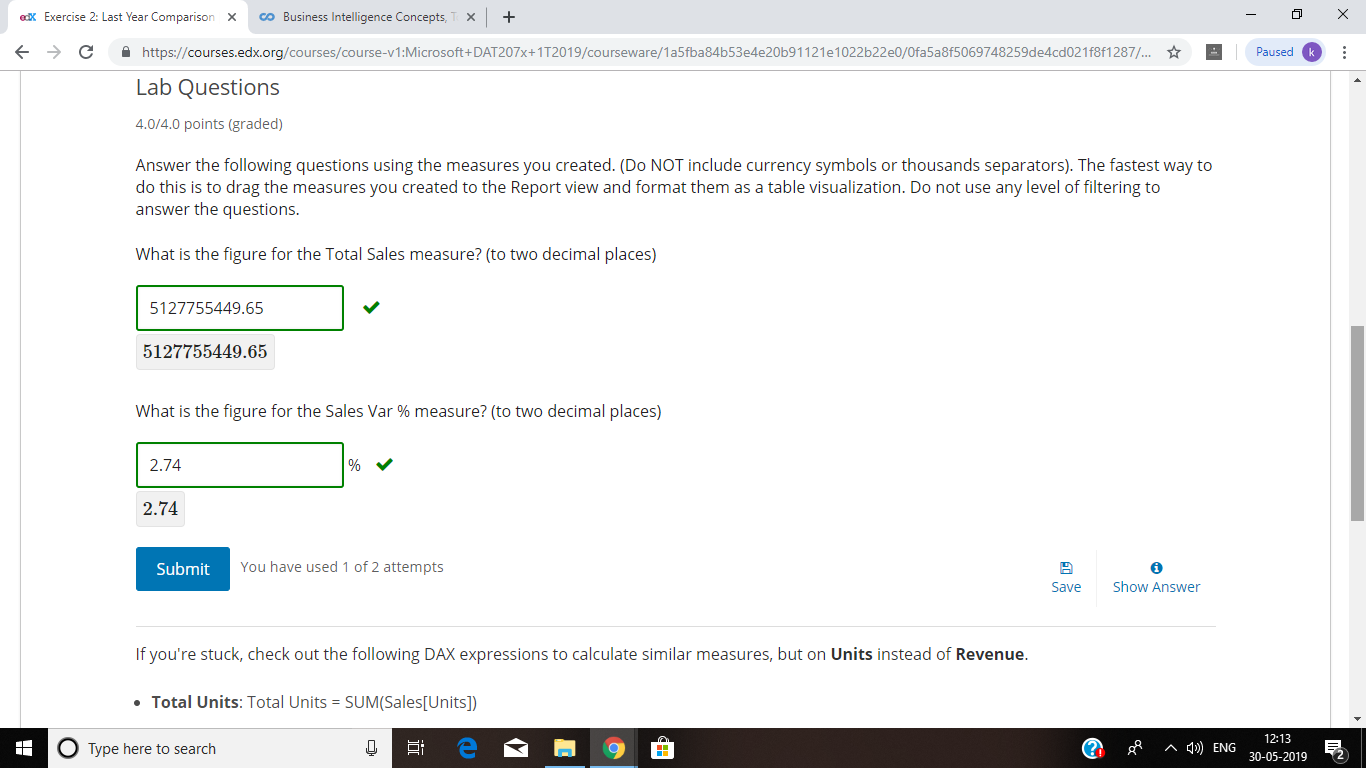 edX Exercise 2: Last Year Comparison
Business Intelligence Concepts, T
https://courses.edx.org/courses/course-v1:Microsoft+DAT207x+1T2019/courseware/1a5fba84b53e4e20b91121e1022b22e0/0fa5a8f5069748259de4cd021f8f1287/...
Paused k
Lab Questions
4.0/4.0 points (graded)
Answer the following questions using the measures you created. (Do NOT include currency symbols or thousands separators). The fastest way to
do this is to drag the measures you created to the Report view and format them as a table visualization. Do not use any level of filtering to
answer the questions.
What is the figure for the Total Sales measure? (to two decimal places)
5127755449.65
5127755449.65
What is the figure for the Sales Var % measure? (to two decimal places)
2.74 %
2.74
Submit You have used 1 of 2 attempts
Save Show Answer
If you're stuck, check out the following DAX expressions to calculate similar measures, but on Units instead of Revenue.
• Total Units: Total Units = SUM(Sales[Units])
Type here to search
ENG
12:13
30-05-2019
2